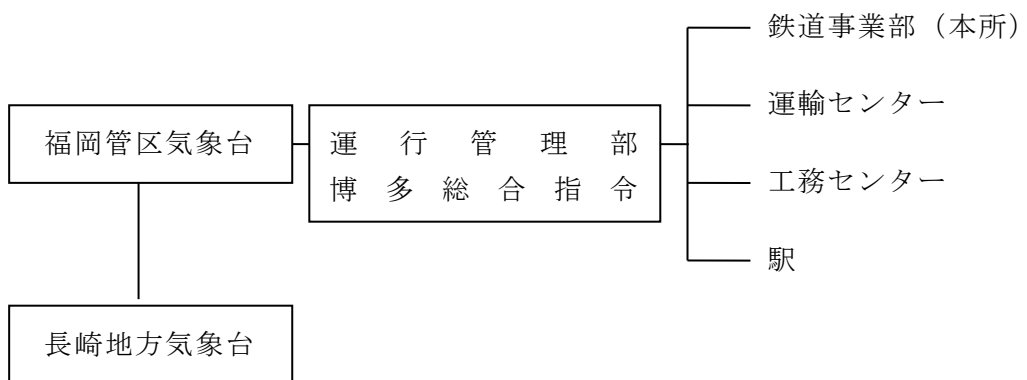 鉄道事業部（本所）
運輸センター
福岡管区気象台
運行管理部
博多総合指令
工務センター
駅
長崎地方気象台